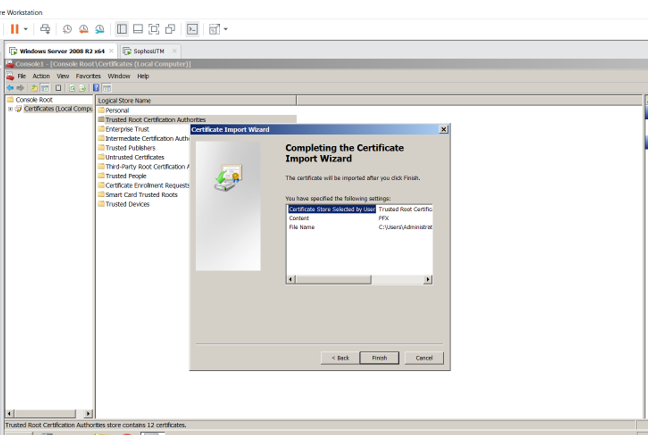 re Workstation
Windows Server 2008 R2 x64 × SophosUTM ×
Console1 - [Console Root\Certificates (Local Computer)]
File Action View Favorites Window Help
Console Root
Certificates (Local Compu
Logical Store Name
Personal
Trusted Root Certification Authorities
Enterprise Trust
Intermediate Certification Auth
Trusted Publishers
Untrusted Certificates
Third-Party Root Certification A
Trusted People
Certificate Enrollment Requests
Smart Card Trusted Roots
Trusted Devices
Certificate Import Wizard
Completing the Certificate
Import Wizard
The certificate will be imported after you click Finish.
You have specified the following settings:
Certificate Store Selected by User Trusted Root Certific
Content PFX
File Name C:\Users\Administrat
< Back Finish Cancel
Trusted Root Certification Authorities store contains 12 certificates.